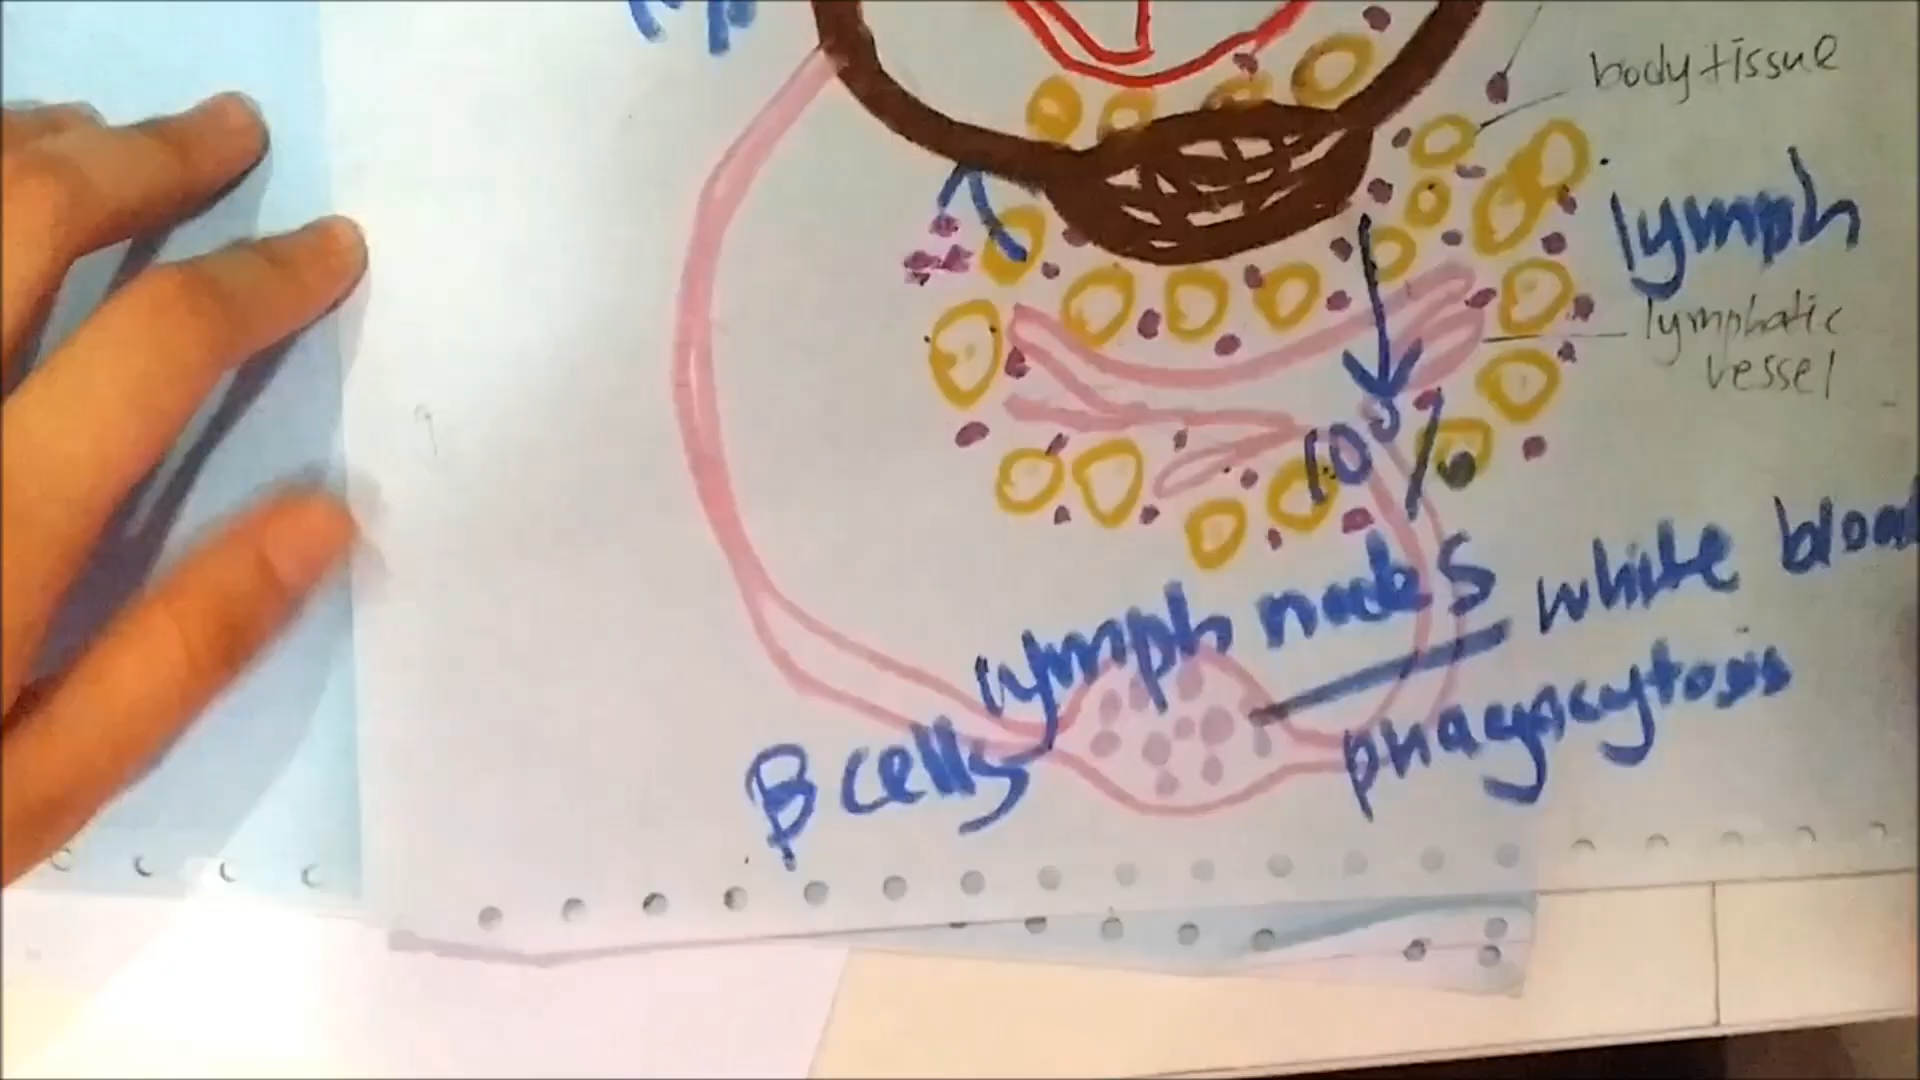 body tissue
lymph
lymphatic
vessel
10%
lymph nodes
white blood
phagocytosis
B cells